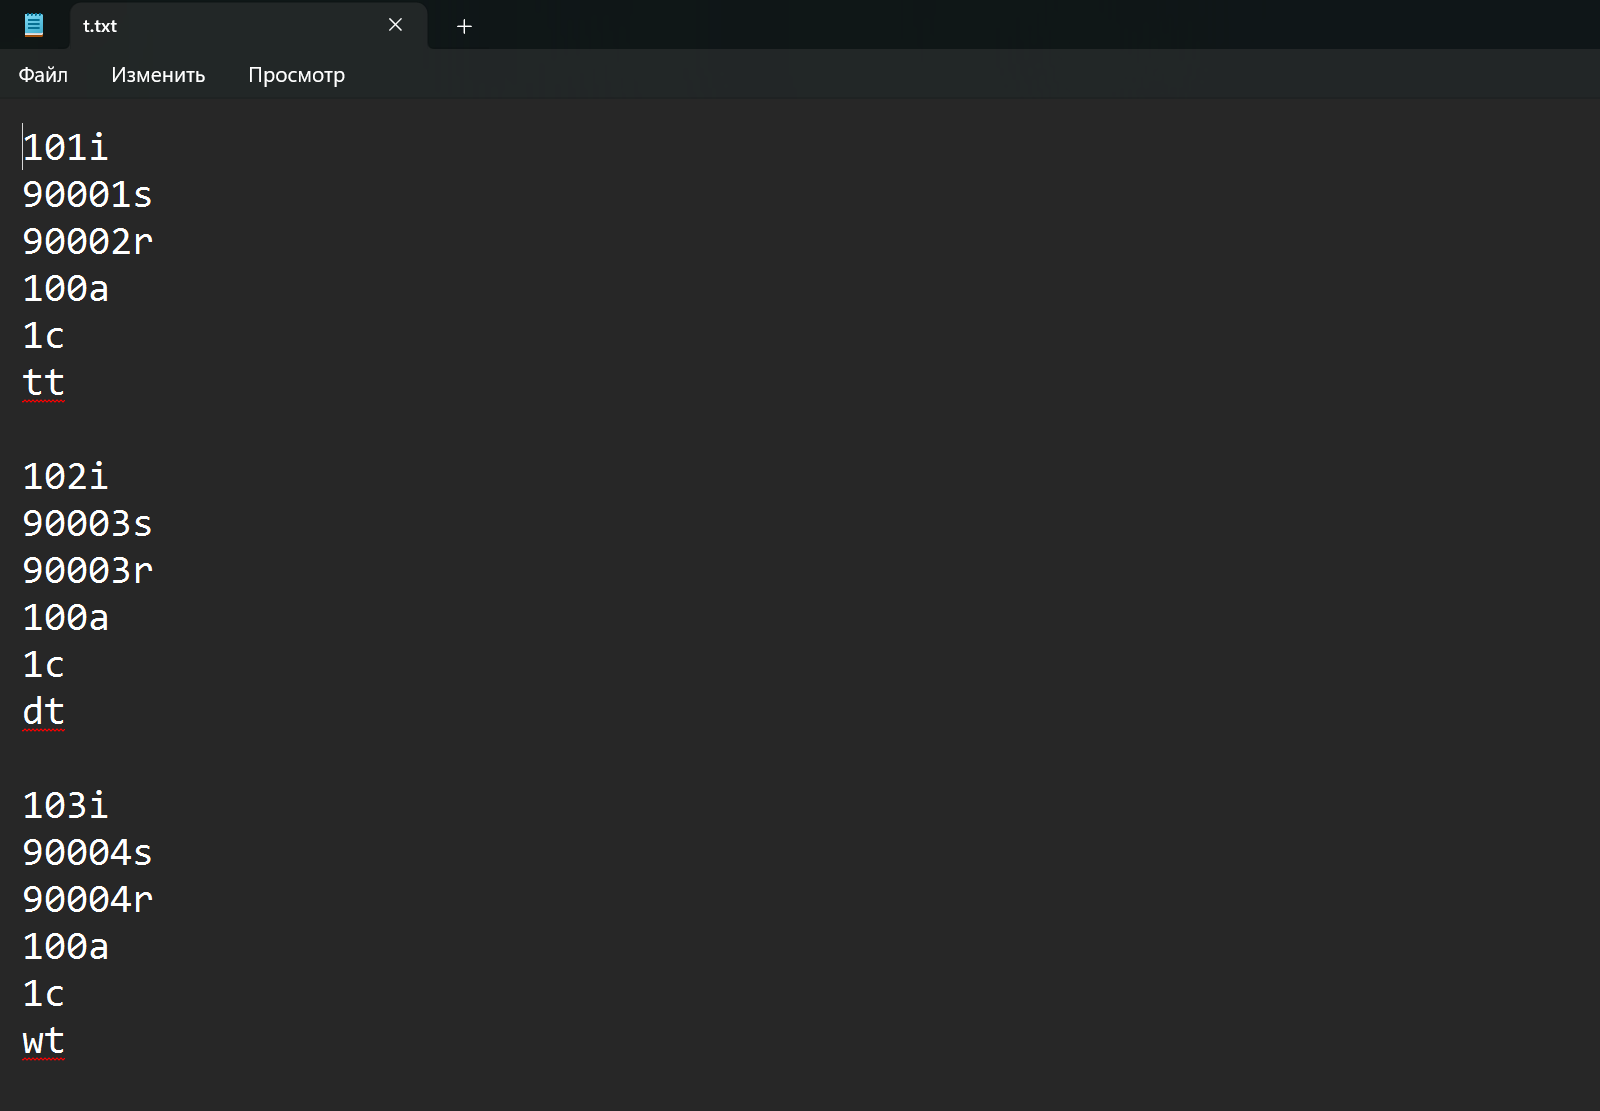 t.txt
Файл Изменить Просмотр
101i
90001s
90002r
100a
1c
tt
102i
90003s
90003r
100a
1c
dt
103i
90004s
90004r
100a
1c
wt